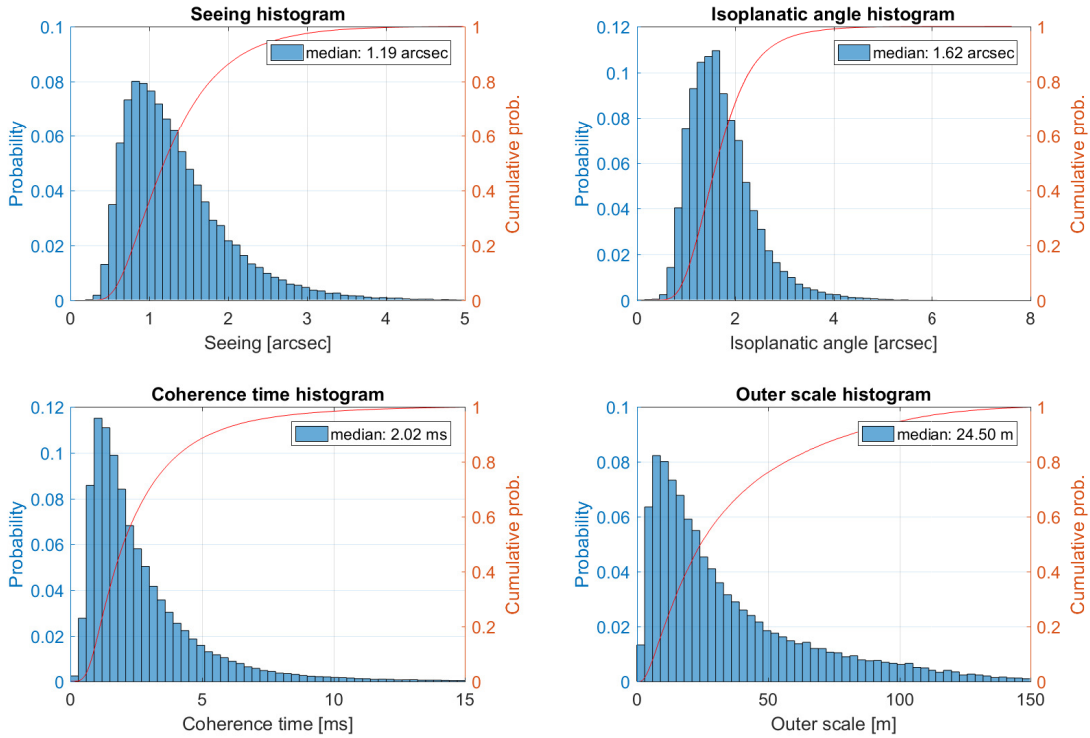 Seeing histogram
median: 1.19 arcsec
0.1
0.08
0.06
0.04
0.02
0
1
0.8
0.6
0.4
0.2
0
0 1 2 3 4 5
Probability
Cumulative prob.
Seeing [arcsec]
Isoplanatic angle histogram
median: 1.62 arcsec
0.12
0.1
0.08
0.06
0.04
0.02
0
1
0.8
0.6
0.4
0.2
0
0 2 4 6 8
Probability
Cumulative prob.
Isoplanatic angle [arcsec]
Coherence time histogram
median: 2.02 ms
0.12
0.1
0.08
0.06
0.04
0.02
0
1
0.8
0.6
0.4
0.2
0
0 5 10 15
Probability
Cumulative prob.
Coherence time [ms]
Outer scale histogram
median: 24.50 m
0.1
0.08
0.06
0.04
0.02
0
1
0.8
0.6
0.4
0.2
0
0 50 100 150
Probability
Cumulative prob.
Outer scale [m]